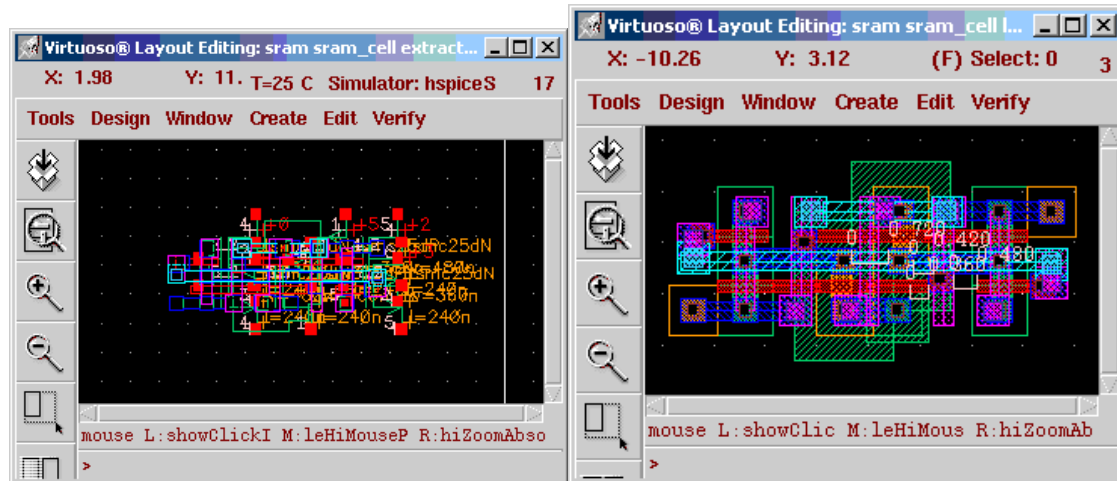 Virtuoso® Layout Editing: sram sram_cell extract...
X: 1.98 Y: 11. T=25 C Simulator: hspiceS 17
Tools Design Window Create Edit Verify
mouse L:showClickI M:leHiMouseP R:hiZoomAbso
>
Virtuoso® Layout Editing: sram sram_cell l...
X: -10.26 Y: 3.12 (F) Select: 0 3
Tools Design Window Create Edit Verify
mouse L:showClic M:leHiMous R:hiZoomAb
>